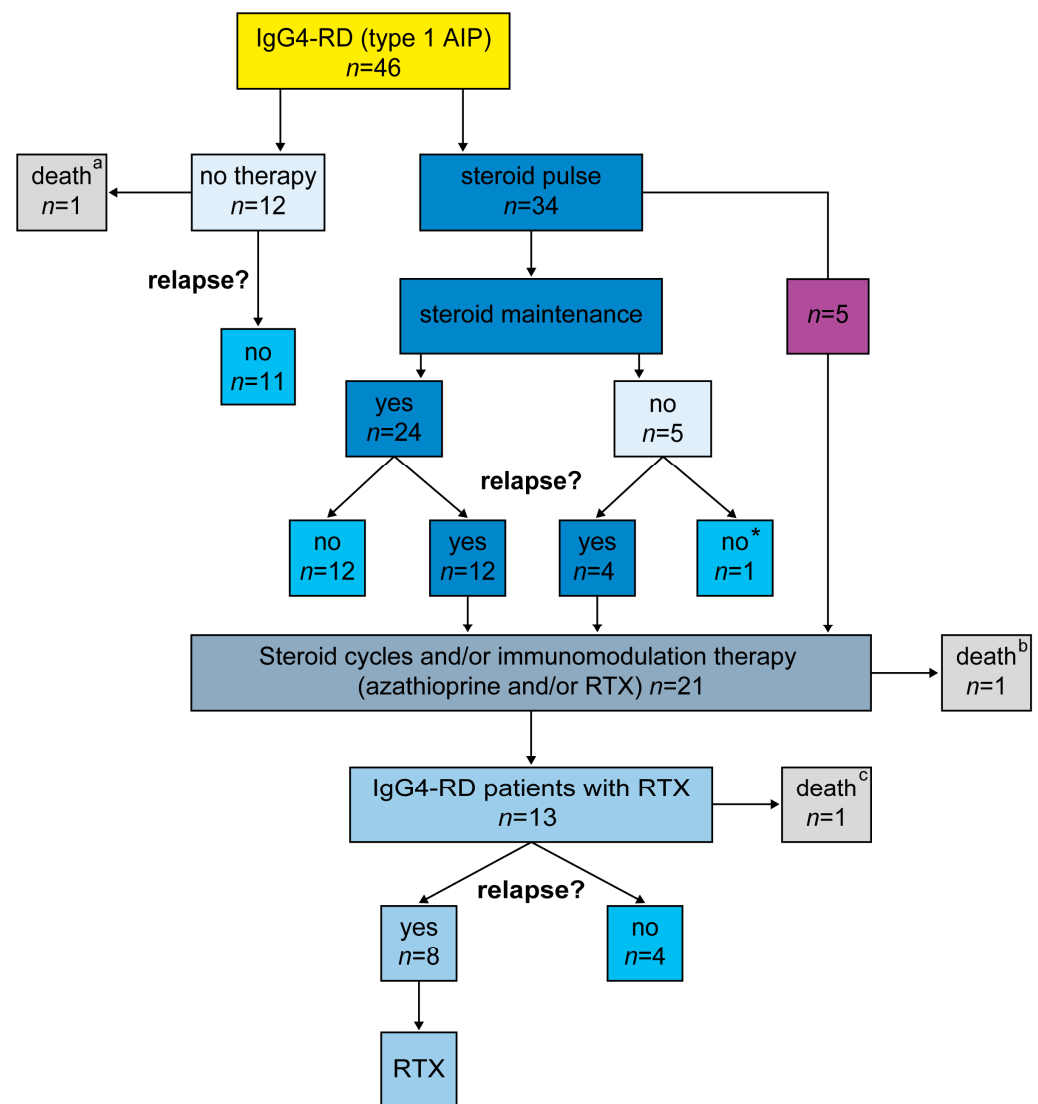 IgG4-RD (type 1 AIP)
n=46
death a
n=1
no therapy
n=12
steroid pulse
n=34
relapse?
steroid maintenance
n=5
no
n=11
yes
n=24
no
n=5
relapse?
no
n=12
yes
n=12
yes
n=4
no*
n=1
Steroid cycles and/or immunomodulation therapy
(azathioprine and/or RTX) n=21
death b
n=1
IgG4-RD patients with RTX
n=13
death c
n=1
relapse?
yes
n=8
no
n=4
RTX